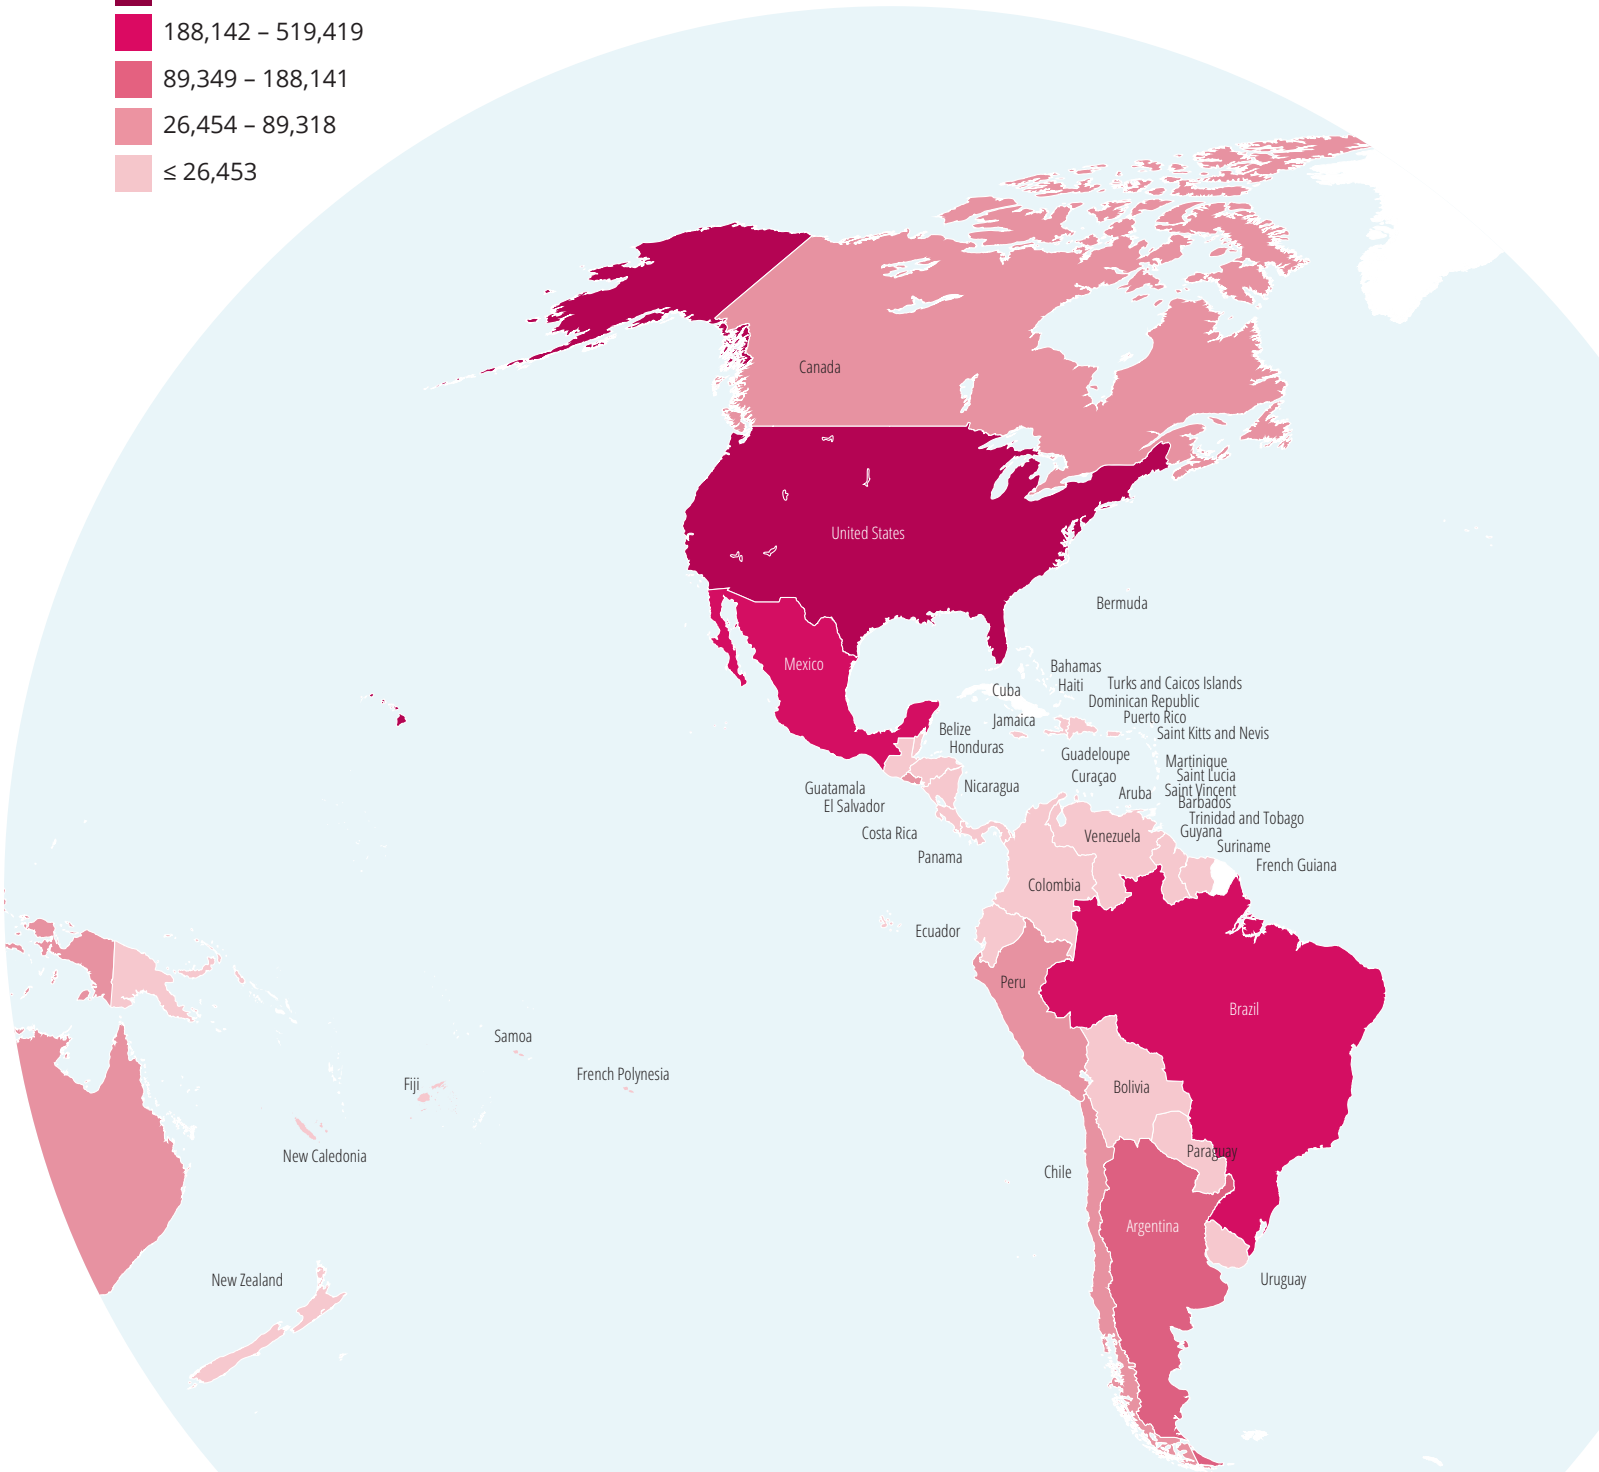 188,142 – 519,419
89,349 – 188,141
26,454 – 89,318
≤ 26,453
Canada
United States
Bermuda
Mexico
Bahamas
Cuba
Haiti
Turks and Caicos Islands
Dominican Republic
Jamaica
Puerto Rico
Belize
Saint Kitts and Nevis
Honduras
Guadeloupe
Martinique
Curaçao
Saint Lucia
Guatamala
Nicaragua
Aruba
Saint Vincent
El Salvador
Barbados
Trinidad and Tobago
Costa Rica
Venezuela
Guyana
Suriname
Panama
French Guiana
Colombia
Ecuador
Peru
Brazil
Samoa
French Polynesia
Fiji
Bolivia
New Caledonia
Paraguay
Chile
Argentina
New Zealand
Uruguay